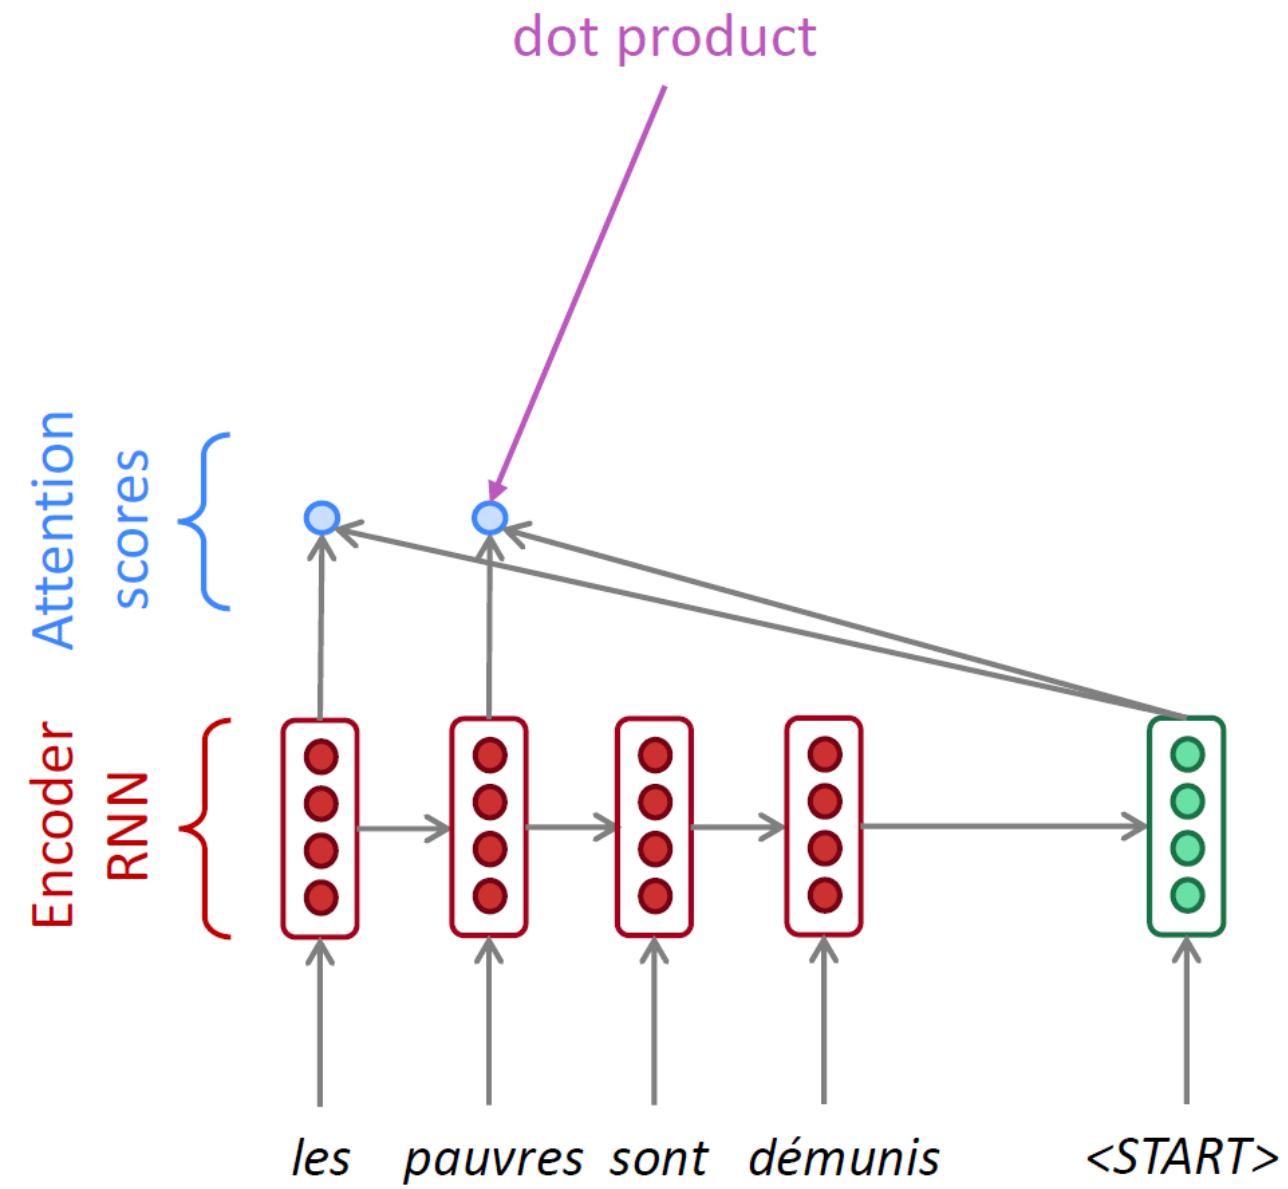 dot product
Attention
scores
Encoder
RNN
les pauvres sont démunis <START>